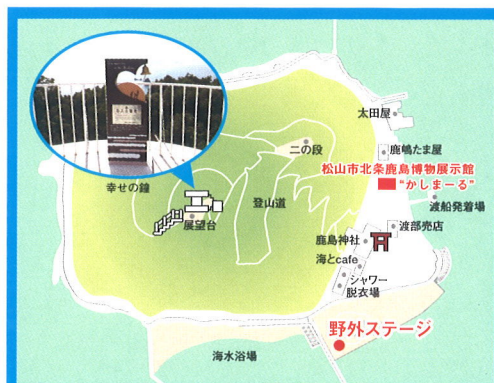 太田屋
鹿嶋たま屋
二の段
松山市北条鹿島博物展示館
“かしまーる”
幸せの鐘
登山道
渡船発着場
展望台
渡部売店
鹿島神社
海とcafe
シャワー
脱衣場
野外ステージ
海水浴場